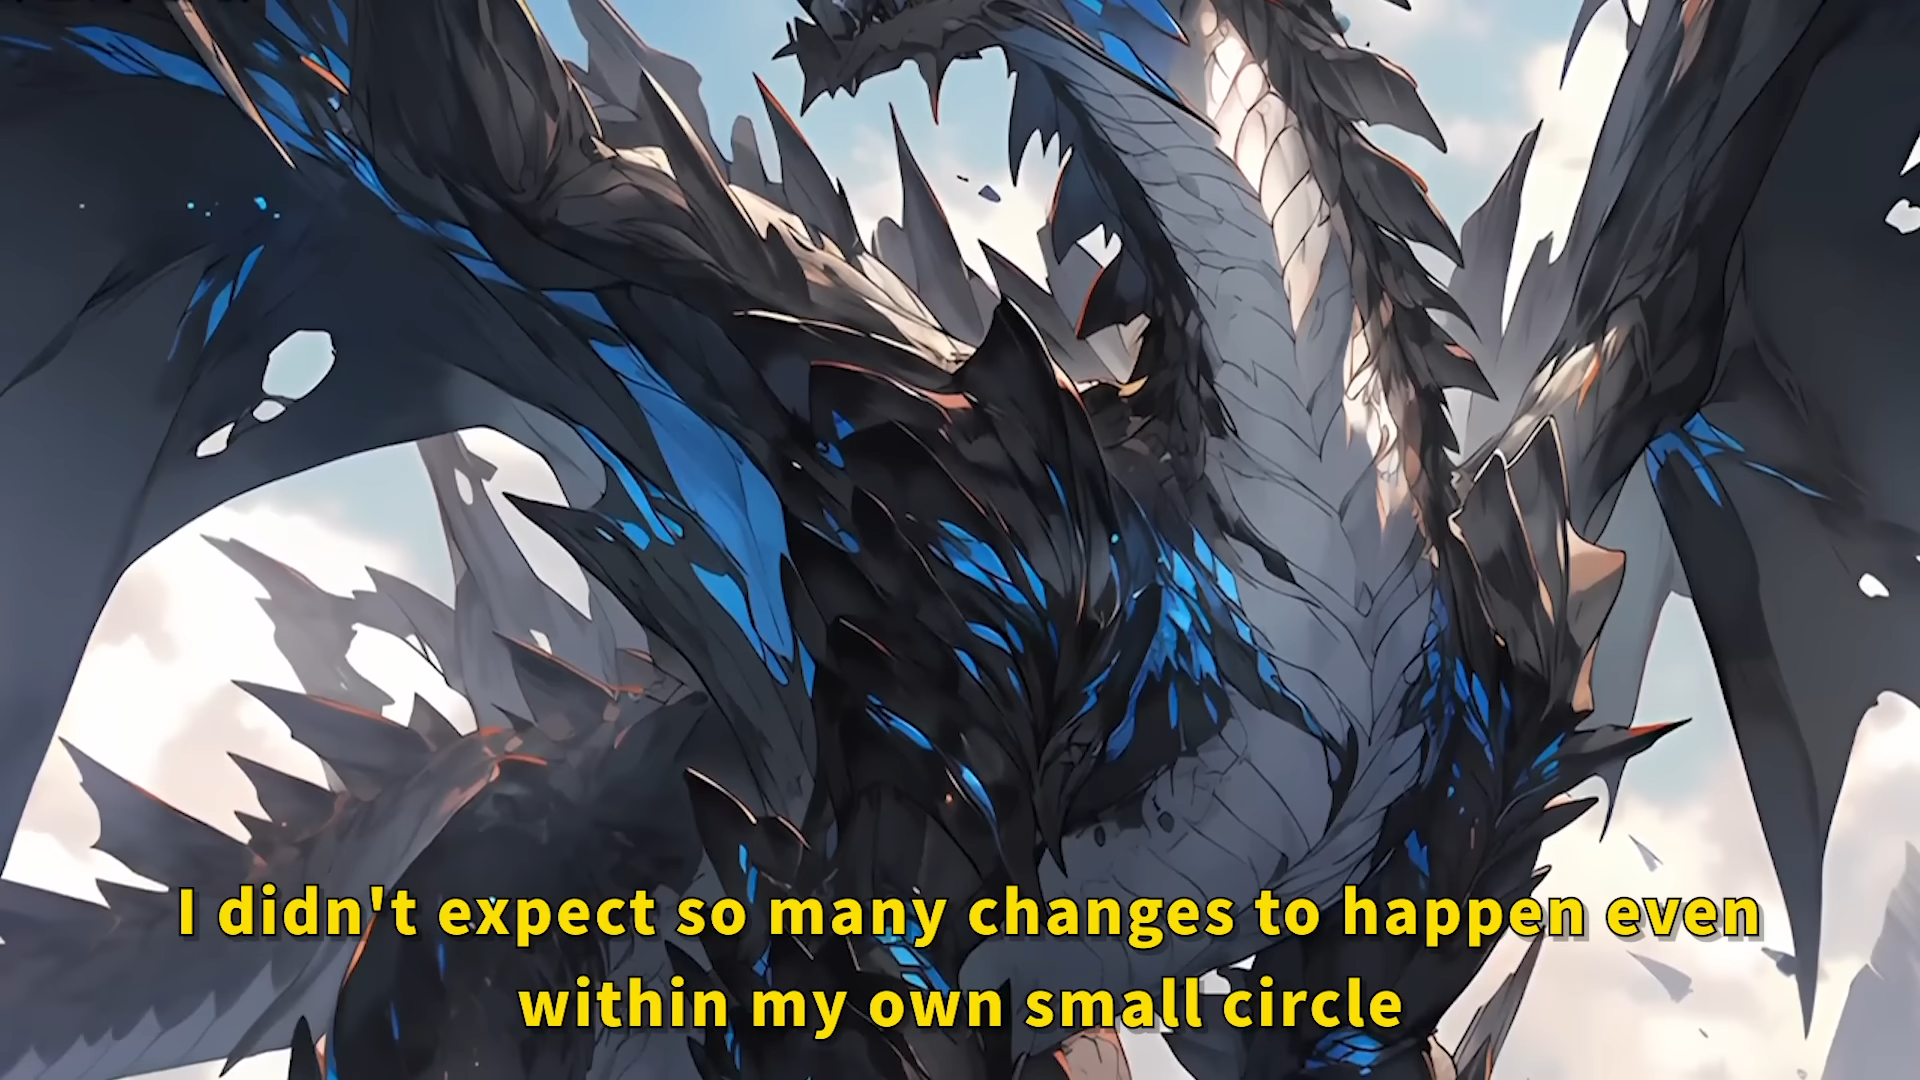 I didn't expect so many changes to happen even
within my own small circle